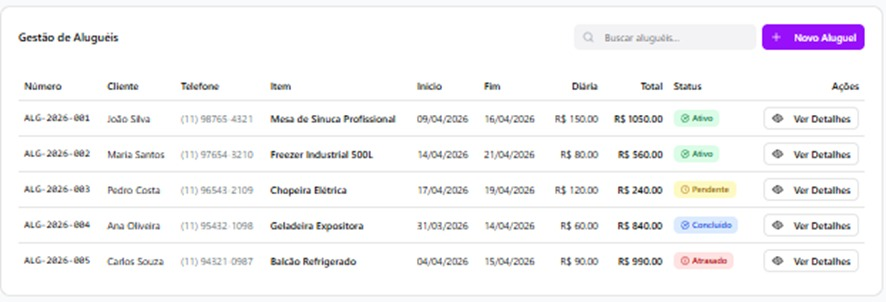 Gestão de Aluguéis
Buscar aluguéis...
+ Novo Aluguel
Número Cliente Telefone Item Início Fim Diária Total Status Ações
ALG-2026-001 João Silva (11) 98765-4321 Mesa de Sinuca Profissional 09/04/2026 16/04/2026 R$ 150.00 R$ 1050.00 Ativo Ver Detalhes
ALG-2026-002 Maria Santos (11) 97654-3210 Freezer Industrial 500L 14/04/2026 21/04/2026 R$ 80.00 R$ 560.00 Ativo Ver Detalhes
ALG-2026-003 Pedro Costa (11) 96543-2109 Chopeira Elétrica 17/04/2026 19/04/2026 R$ 120.00 R$ 240.00 Pendente Ver Detalhes
ALG-2026-004 Ana Oliveira (11) 95432-1098 Geladeira Expositora 31/03/2026 14/04/2026 R$ 60.00 R$ 840.00 Concluído Ver Detalhes
ALG-2026-005 Carlos Souza (11) 94321-0987 Balcão Refrigerado 04/04/2026 15/04/2026 R$ 90.00 R$ 990.00 Atrasado Ver Detalhes